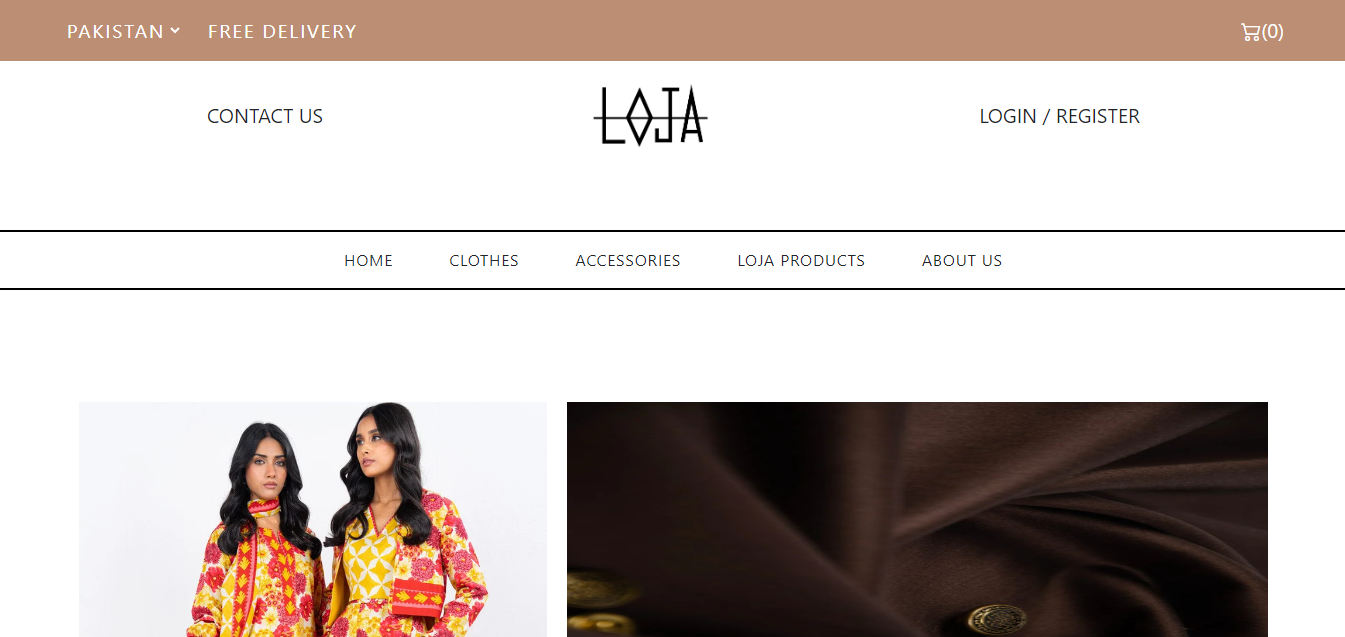 PAKISTAN FREE DELIVERY (0)
CONTACT US LOJA LOGIN / REGISTER
HOME CLOTHES ACCESSORIES LOJA PRODUCTS ABOUT US